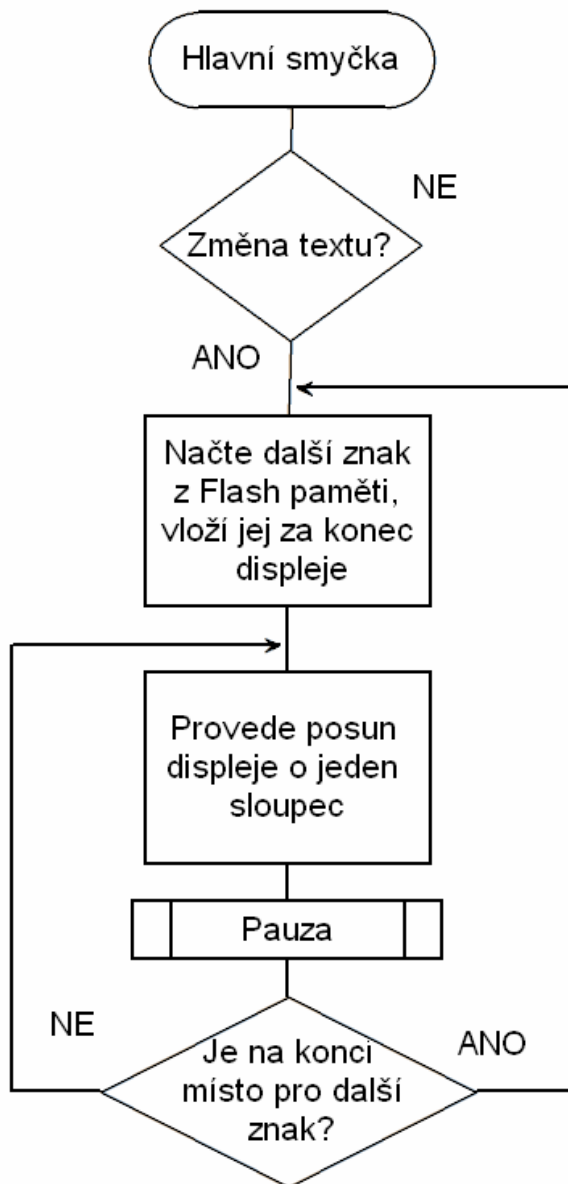 Hlavní smyčka
NE
Změna textu?
ANO
Načte další znak
z Flash paměti,
vloží jej za konec
displeje
Provede posun
displeje o jeden
sloupec
Pauza
NE
ANO
Je na konci
místo pro další
znak?